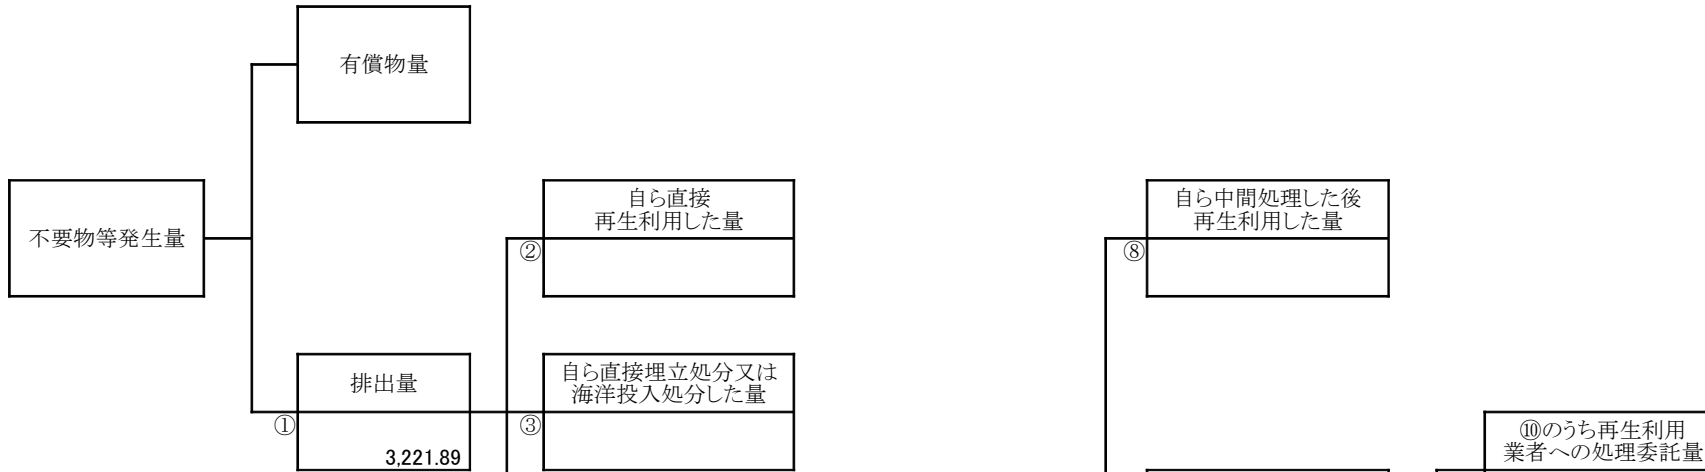 有償物量
不要物等発生量
自ら直接
再生利用した量
②
自ら中間処理した後
再生利用した量
⑧
排出量
①
3,221.89
自ら直接埋立処分又は
海洋投入処分した量
③
⑩のうち再生利用
業者への処理委託量